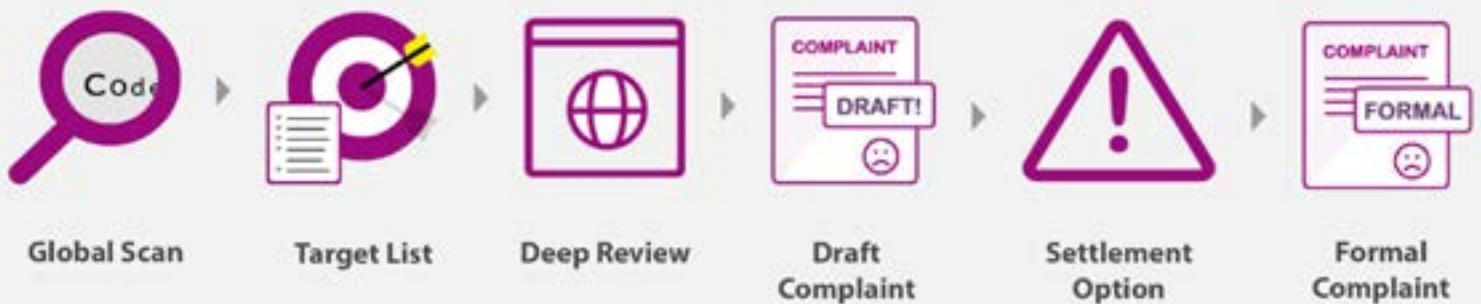 Code
COMPLAINT
DRAFT!
COMPLAINT
FORMAL
Global Scan
Target List
Deep Review
Draft
Complaint
Settlement
Option
Formal
Complaint